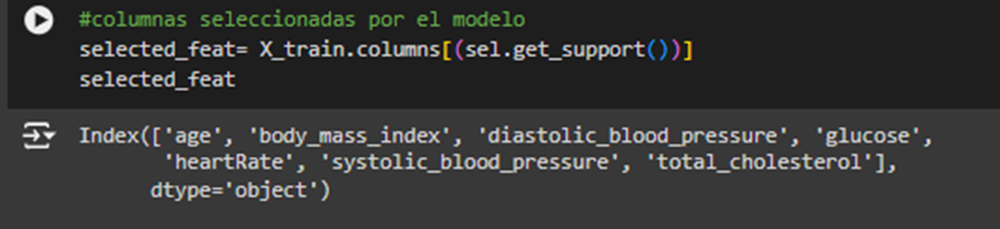 #columnas seleccionadas por el modelo
selected_feat= X_train.columns[(sel.get_support())]
selected_feat
Index(['age', 'body_mass_index', 'diastolic_blood_pressure', 'glucose',
'heartRate', 'systolic_blood_pressure', 'total_cholesterol'],
dtype='object')